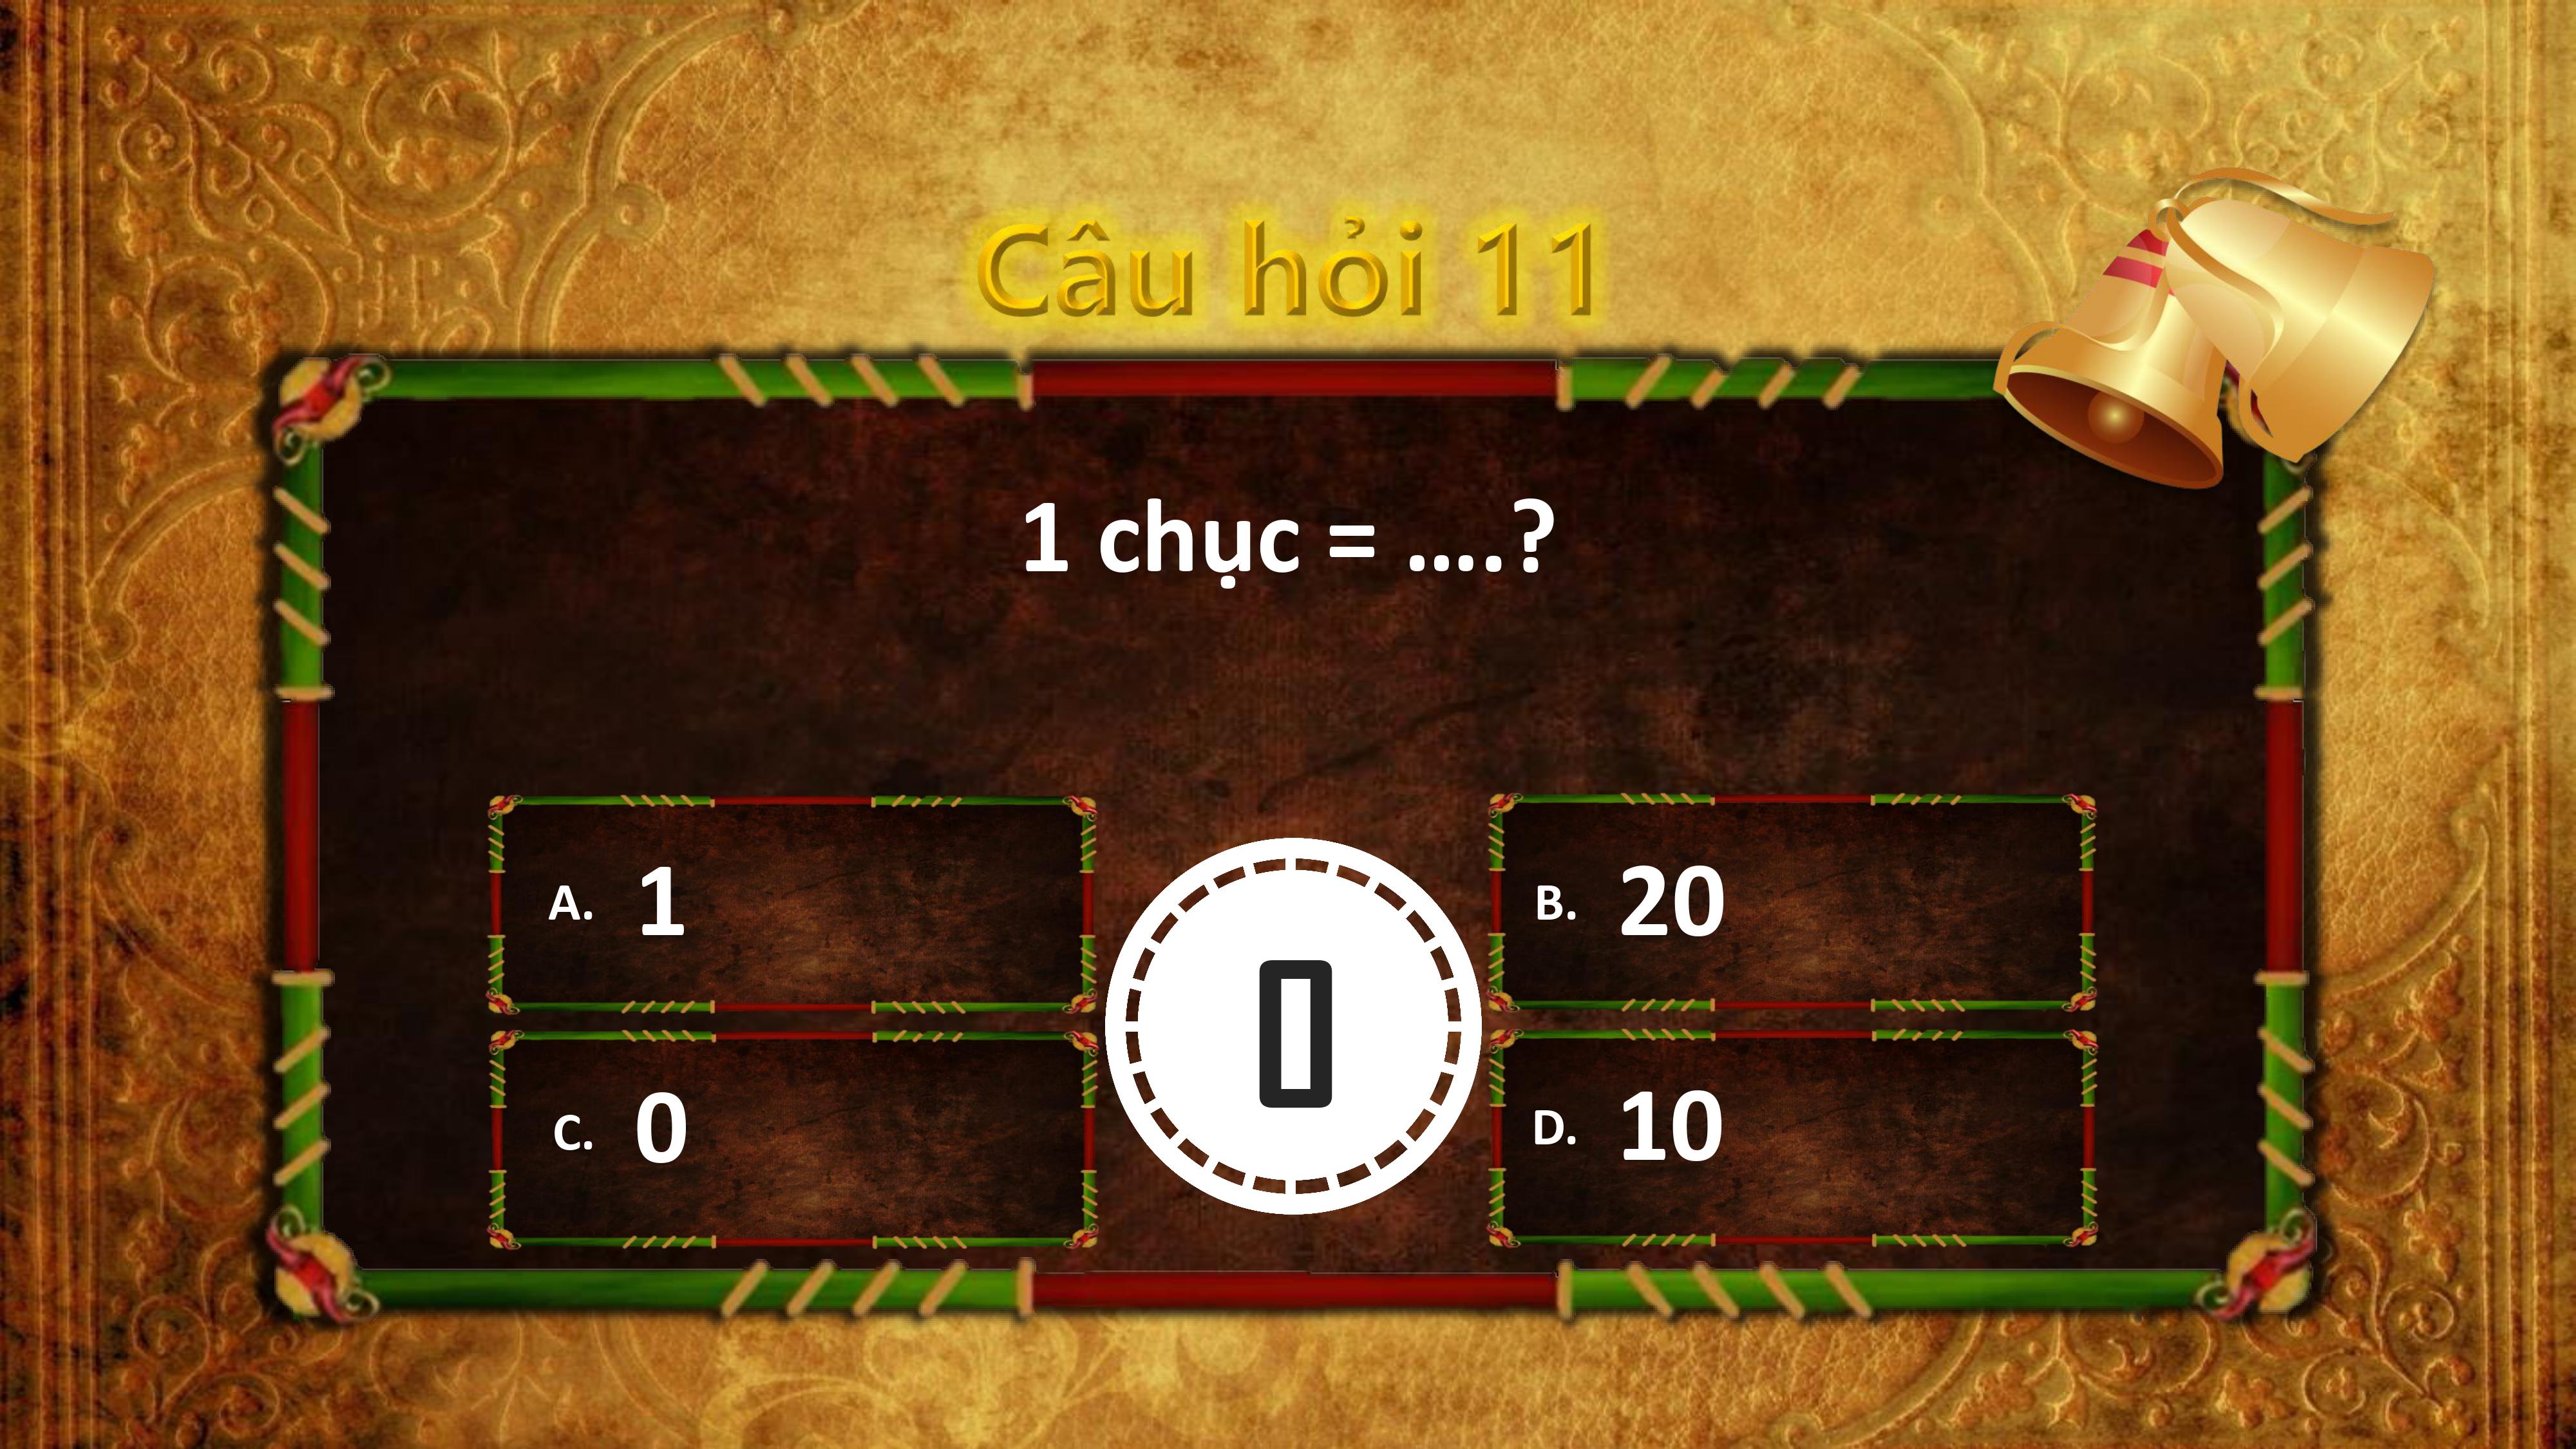 Câu hỏi 11
1 chục = ....?
A. 1
B. 20
C. 0
D. 10